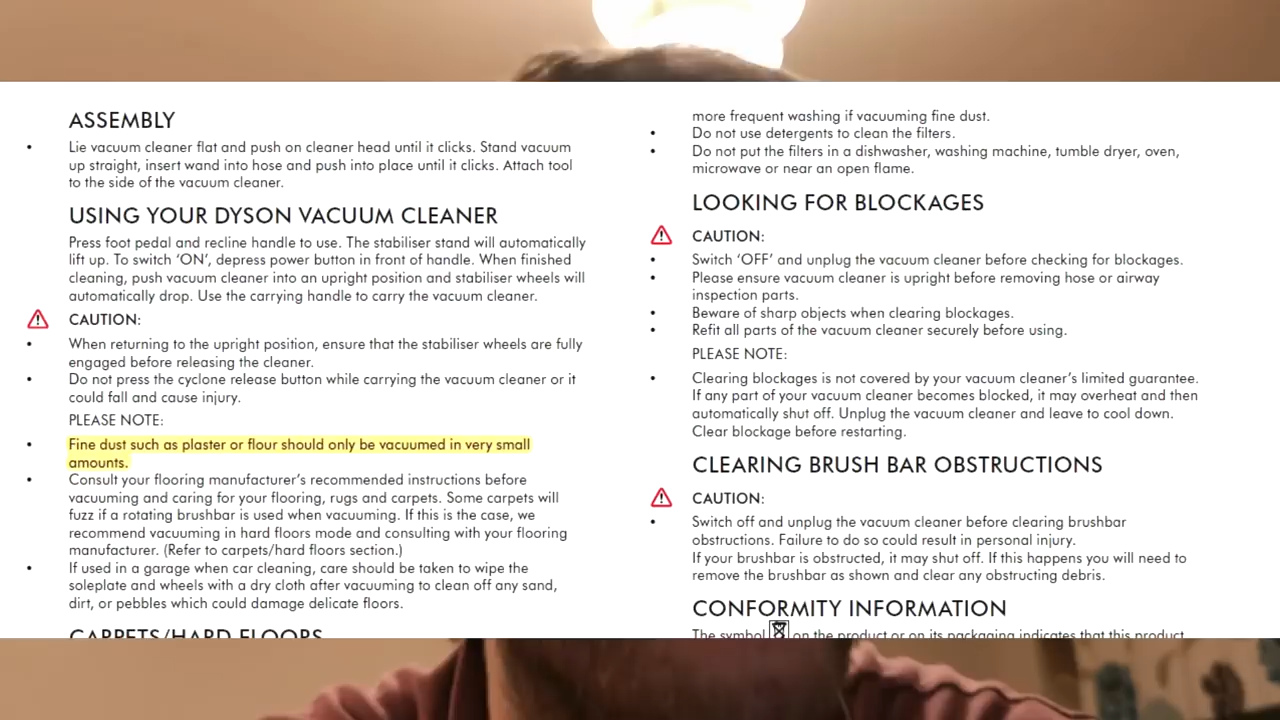 ASSEMBLY
• Lie vacuum cleaner flat and push on cleaner head until it clicks. Stand vacuum
up straight, insert wand into hose and push into place until it clicks. Attach tool
to the side of the vacuum cleaner.
USING YOUR DYSON VACUUM CLEANER
Press foot pedal and recline handle to use. The stabiliser stand will automatically
lift up. To switch ‘ON’, depress power button in front of handle. When finished
cleaning, push vacuum cleaner into an upright position and stabiliser wheels will
automatically drop. Use the carrying handle to carry the vacuum cleaner.
CAUTION:
• When returning to the upright position, ensure that the stabiliser wheels are fully
engaged before releasing the cleaner.
• Do not press the cyclone release button while carrying the vacuum cleaner or it
could fall and cause injury.
PLEASE NOTE:
• Fine dust such as plaster or flour should only be vacuumed in very small
amounts.
• Consult your flooring manufacturer’s recommended instructions before
vacuuming and caring for your flooring, rugs and carpets. Some carpets will
fuzz if a rotating brushbar is used when vacuuming. If this is the case, we
recommend vacuuming in hard floors mode and consulting with your flooring
manufacturer. (Refer to carpets/hard floors section.)
• If used in a garage when car cleaning, care should be taken to wipe the
soleplate and wheels with a dry cloth after vacuuming to clean off any sand,
dirt, or pebbles which could damage delicate floors.
CARPETS/HARD FLOORS
more frequent washing if vacuuming fine dust.
• Do not use detergents to clean the filters.
• Do not put the filters in a dishwasher, washing machine, tumble dryer, oven,
microwave or near an open flame.
LOOKING FOR BLOCKAGES
CAUTION:
• Switch ‘OFF’ and unplug the vacuum cleaner before checking for blockages.
• Please ensure vacuum cleaner is upright before removing hose or airway
inspection parts.
• Beware of sharp objects when clearing blockages.
• Refit all parts of the vacuum cleaner securely before using.
PLEASE NOTE:
• Clearing blockages is not covered by your vacuum cleaner’s limited guarantee.
If any part of your vacuum cleaner becomes blocked, it may overheat and then
automatically shut off. Unplug the vacuum cleaner and leave to cool down.
Clear blockage before restarting.
CLEARING BRUSH BAR OBSTRUCTIONS
CAUTION:
• Switch off and unplug the vacuum cleaner before clearing brushbar
obstructions. Failure to do so could result in personal injury.
If your brushbar is obstructed, it may shut off. If this happens you will need to
remove the brushbar as shown and clear any obstructing debris.
CONFORMITY INFORMATION
The symbol on the product or on its packaging indicates that this product